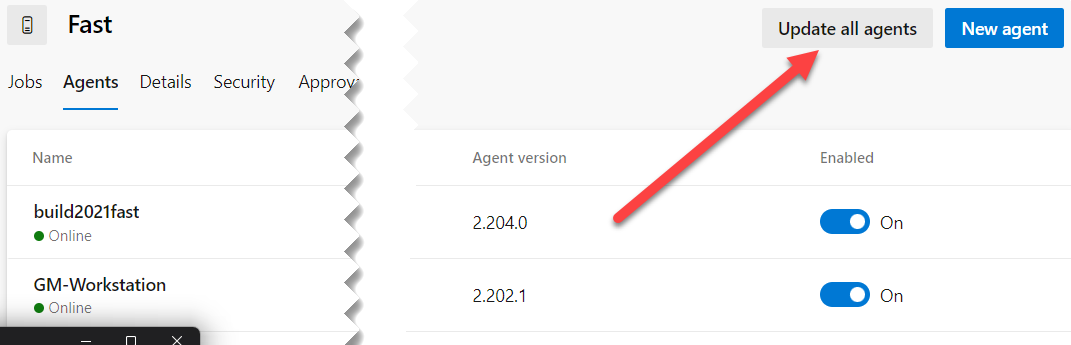 Fast
Update all agents
New agent
Jobs Agents Details Security Approva
Name Agent version Enabled
build2021fast 2.204.0 On
Online
GM-Workstation 2.202.1 On
Online